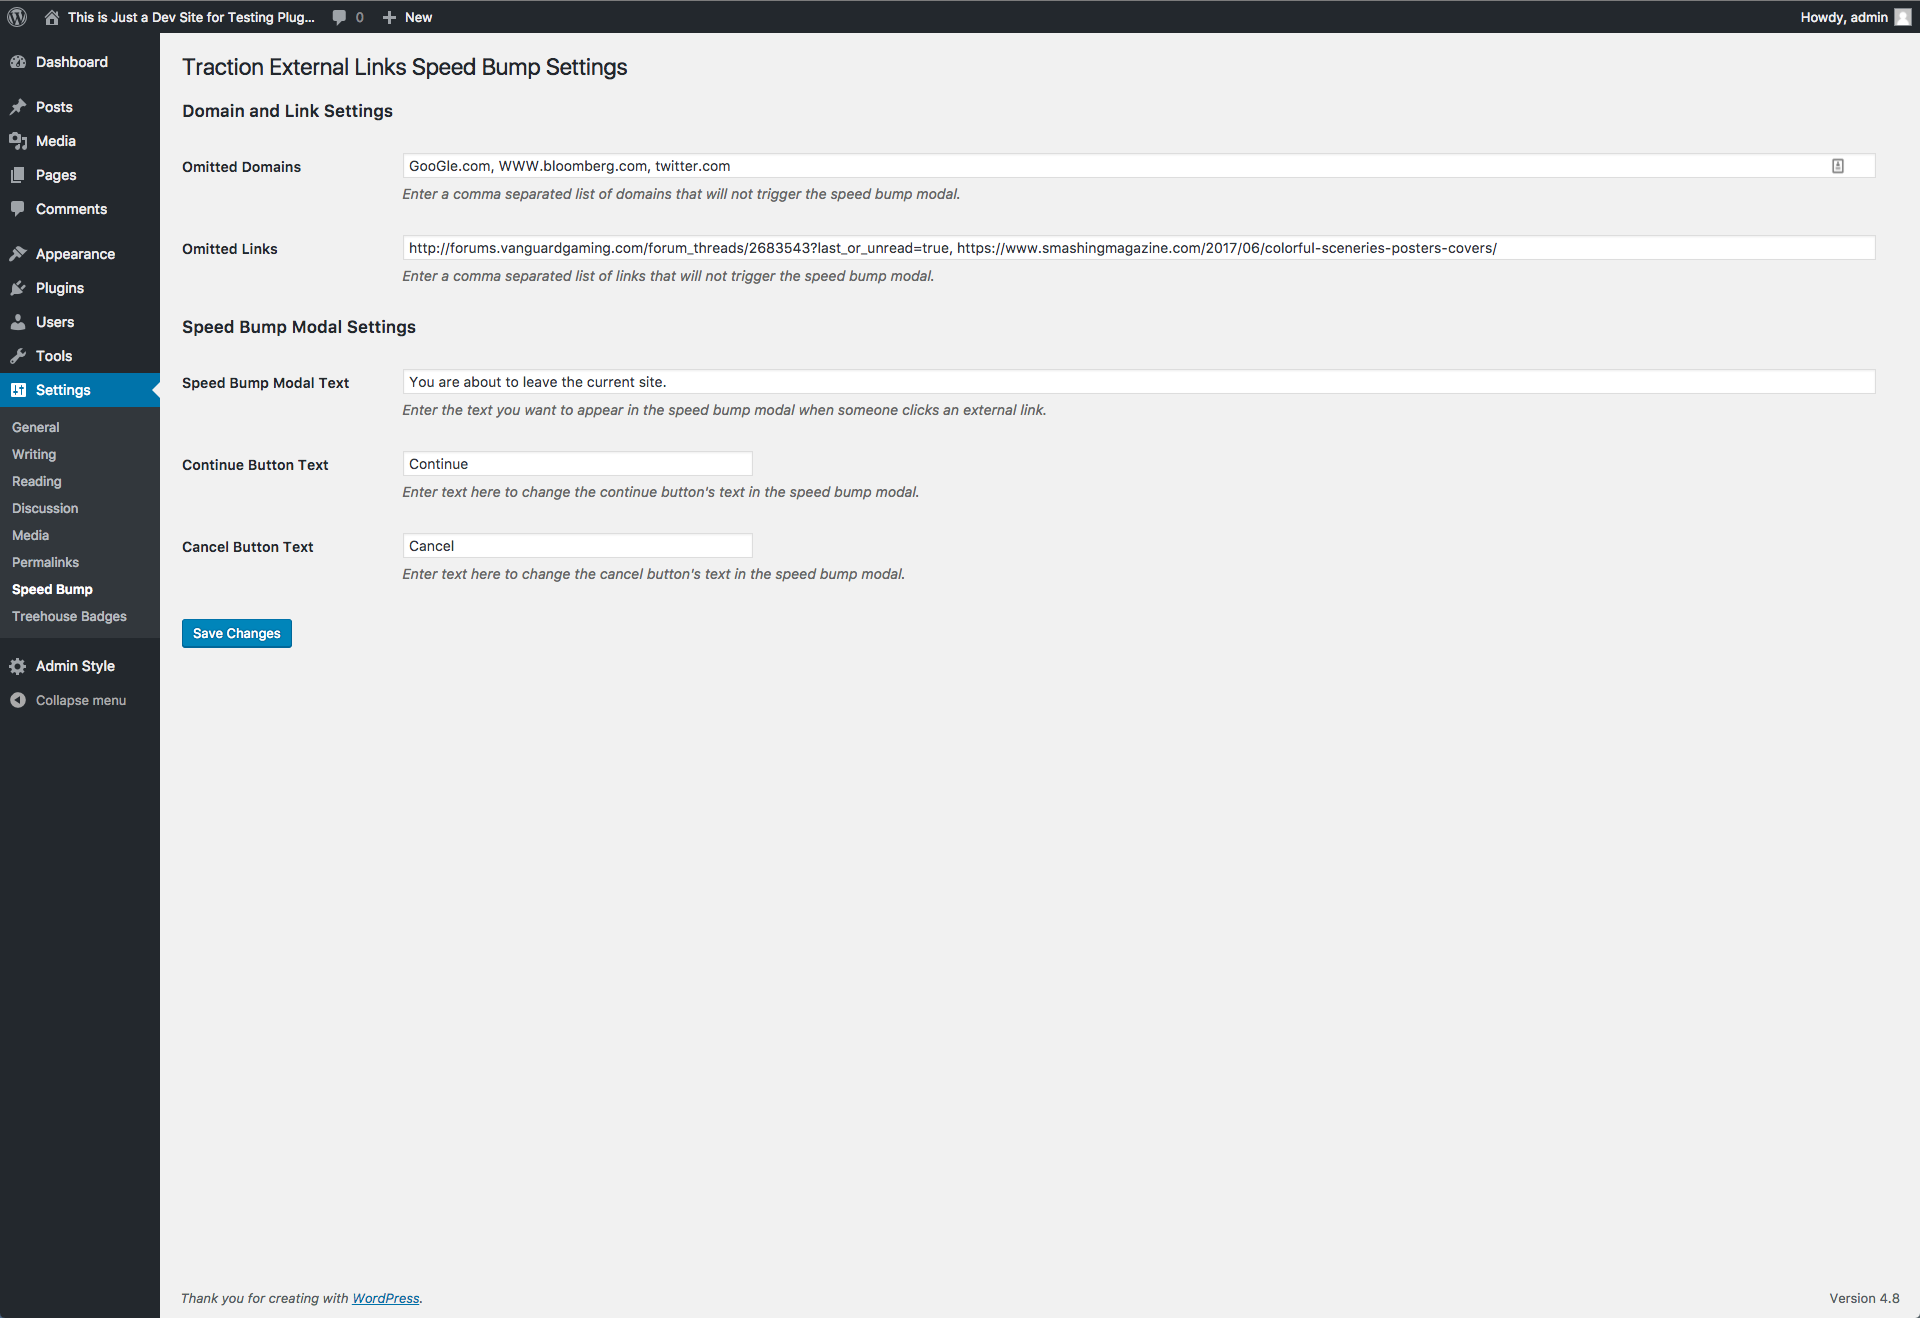 This is Just a Dev Site for Testing Plug... 0 New Howdy, admin
Dashboard
Posts
Media
Pages
Comments
Appearance
Plugins
Users
Tools
Settings
General
Writing
Reading
Discussion
Media
Permalinks
Speed Bump
Treehouse Badges
Admin Style
Collapse menu
Traction External Links Speed Bump Settings
Domain and Link Settings
Omitted Domains GooGle.com, WWW.bloomberg.com, twitter.com
Enter a comma separated list of domains that will not trigger the speed bump modal.
Omitted Links http://forums.vanguardgaming.com/forum_threads/2683543?last_or_unread=true, https://www.smashingmagazine.com/2017/06/colorful-sceneries-posters-covers/
Enter a comma separated list of links that will not trigger the speed bump modal.
Speed Bump Modal Settings
Speed Bump Modal Text You are about to leave the current site.
Enter the text you want to appear in the speed bump modal when someone clicks an external link.
Continue Button Text Continue
Enter text here to change the continue button's text in the speed bump modal.
Cancel Button Text Cancel
Enter text here to change the cancel button's text in the speed bump modal.
Save Changes
Thank you for creating with WordPress. Version 4.8